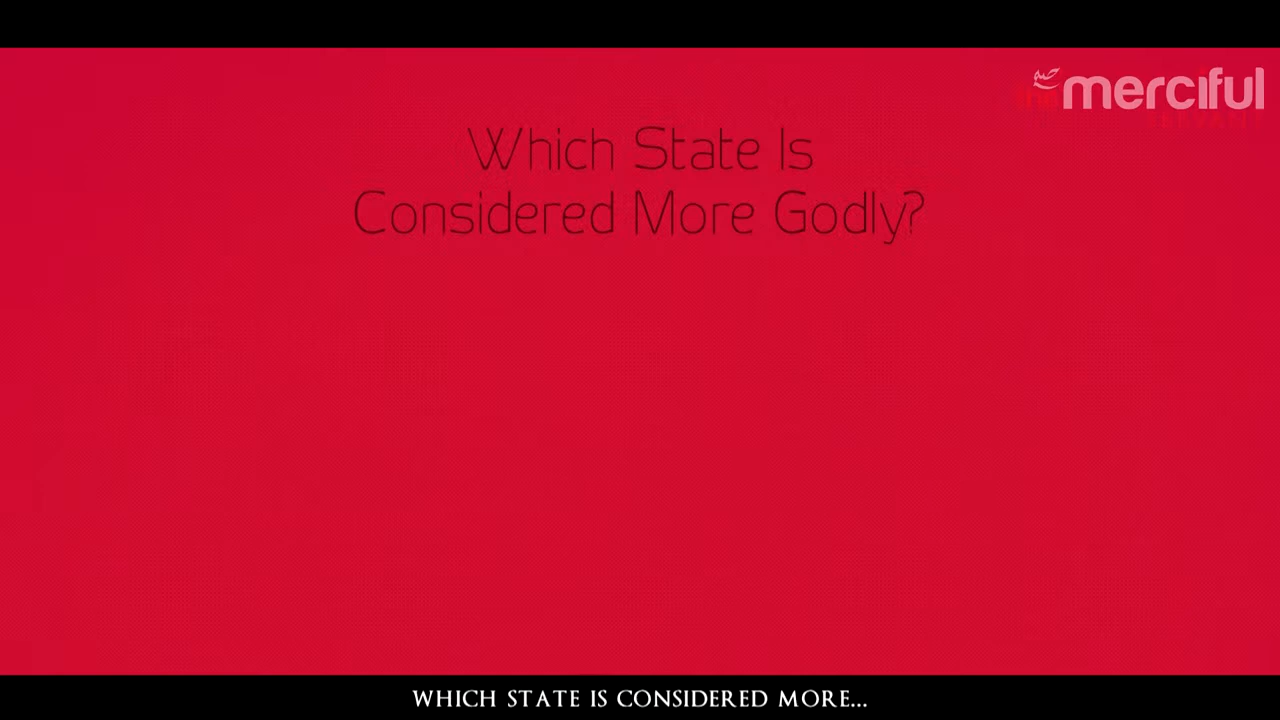 merciful
Which State Is
Considered More Godly?
WHICH STATE IS CONSIDERED MORE...